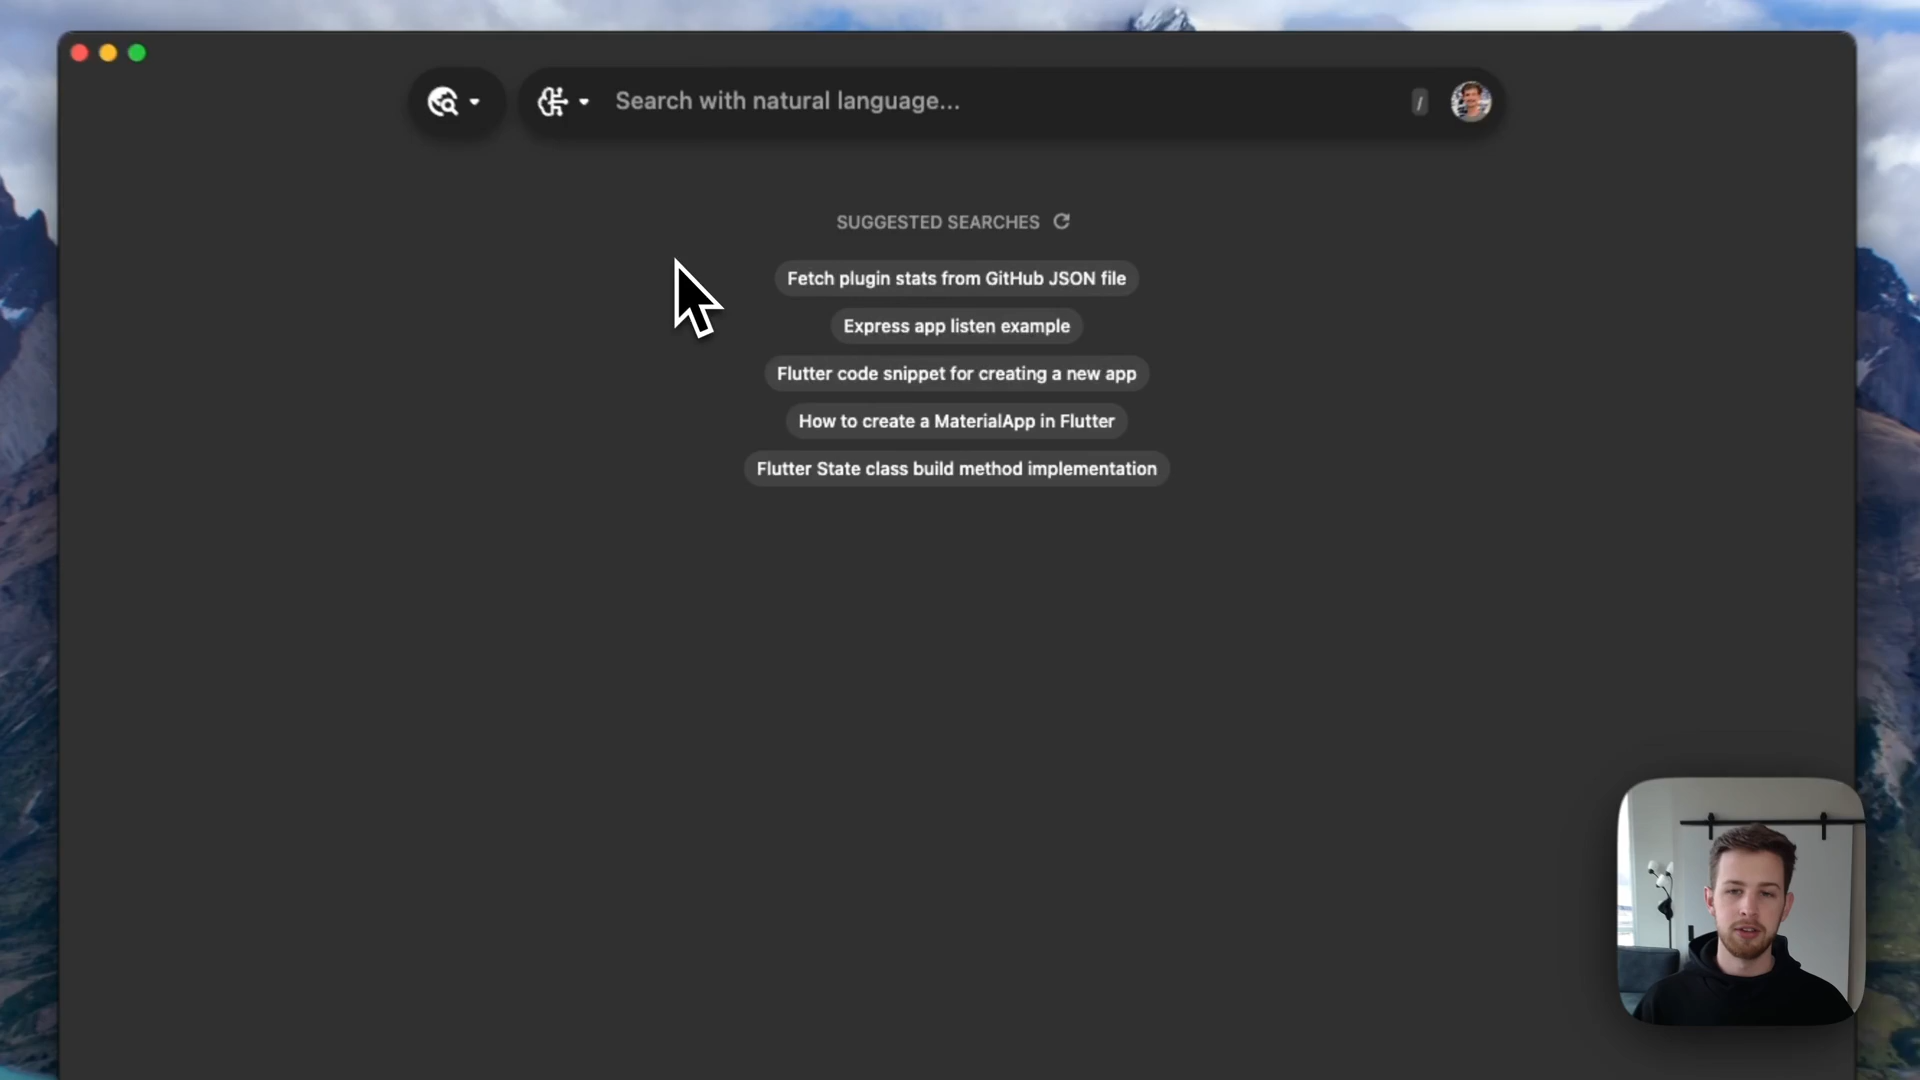 Search with natural language...
/
SUGGESTED SEARCHES
Fetch plugin stats from GitHub JSON file
Express app listen example
Flutter code snippet for creating a new app
How to create a MaterialApp in Flutter
Flutter State class build method implementation